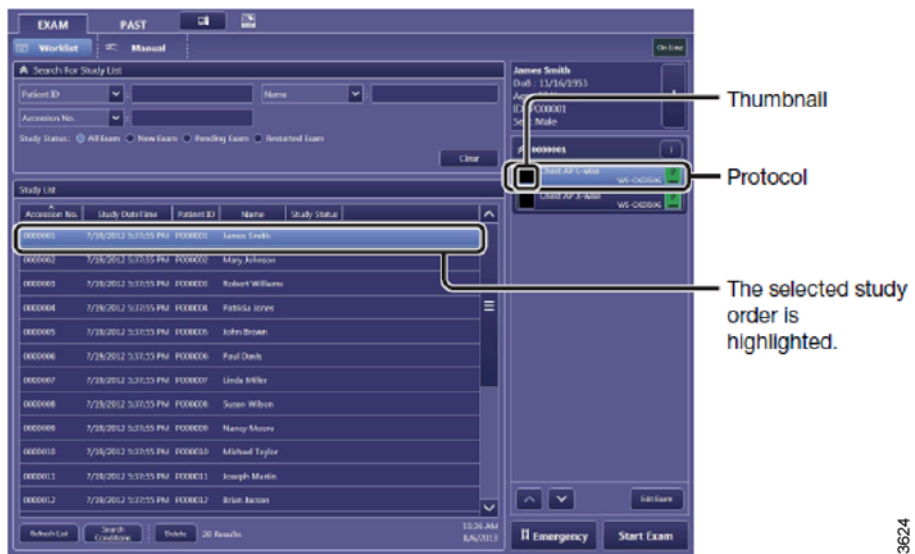 EXAM PAST
Worklist Manual On Line
Search For Study List
Patient ID : Name :
Accession No. :
Study Status: All Exam New Exam Pending Exam Restarted Exam
Clear
James Smith
DoB : 11/16/1953
Sex: Male
0000001 i
Chest AP L-wise
Chest AP X-wise
Thumbnail
Protocol
The selected study
order is
highlighted.
Study List
Accession No. Study Date/Time Patient ID Name Study Status
0000001 7/19/2012 5:37:55 PM P000001 James Smith
0000002 7/19/2012 5:37:55 PM P000002 Mary Johnson
0000003 7/19/2012 5:37:55 PM P000003 Robert Williams
0000004 7/19/2012 5:37:55 PM P000004 Patricia Jones
0000005 7/19/2012 5:37:55 PM P000005 John Brown
0000006 7/19/2012 5:37:55 PM P000006 Paul Davis
0000007 7/19/2012 5:37:55 PM P000007 Linda Miller
0000008 7/19/2012 5:37:55 PM P000008 Susan Wilson
0000009 7/19/2012 5:37:55 PM P000009 Nancy Moore
0000010 7/19/2012 5:37:55 PM P000010 Michael Taylor
0000011 7/19/2012 5:37:55 PM P000011 Joseph Martin
0000012 7/19/2012 5:37:55 PM P000012 Brian Jacson
Edit Exam
Refresh List Search Conditions Delete 20 Results
11:26 AM
8/6/2013
Emergency Start Exam
3624